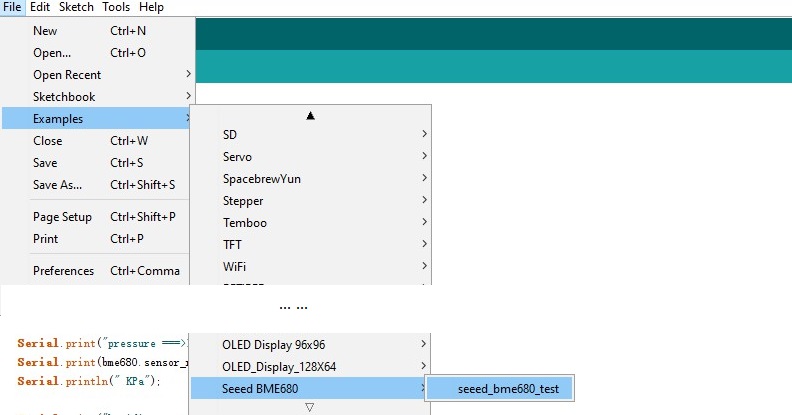 File Edit Sketch Tools Help
New Ctrl+N
Open... Ctrl+O
Open Recent
Sketchbook
Examples
Close Ctrl+W
Save Ctrl+S
Save As... Ctrl+Shift+S
Page Setup Ctrl+Shift+P
Print Ctrl+P
Preferences Ctrl+Comma
SD
Servo
SpacebrewYun
Stepper
Temboo
TFT
WiFi
... ...
Serial.print("pressure ===>
Serial.print(bme680.sensor_
Serial.println(" KPa");
OLED Display 96x96
OLED_Display_128X64
Seeed BME680
seeed_bme680_test